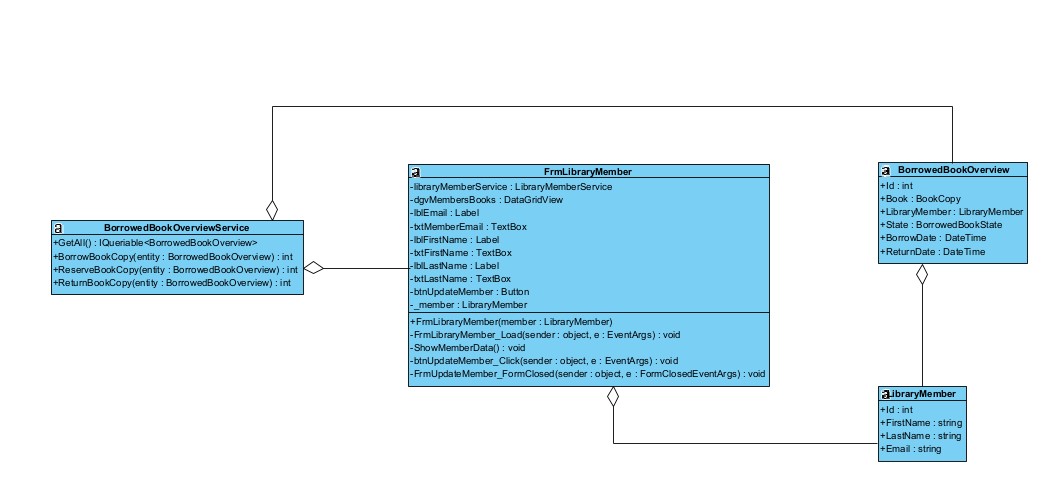 FrmLibraryMember
-libraryMemberService : LibraryMemberService
-dgvMembersBooks : DataGridView
-lblEmail : Label
-txtMemberEmail : TextBox
-lblFirstName : Label
-txtFirstName : TextBox
-lblLastName : Label
-txtLastName : TextBox
-btnUpdateMember : Button
-_member : LibraryMember
+FrmLibraryMember(member : LibraryMember)
-FrmLibraryMember_Load(sender : object, e : EventArgs) : void
-ShowMemberData() : void
-btnUpdateMember_Click(sender : object, e : EventArgs) : void
-FrmUpdateMember_FormClosed(sender : object, e : FormClosedEventArgs) : void
BorrowedBookOverview
+Id : int
+Book : BookCopy
+LibraryMember : LibraryMember
+State : BorrowedBookState
+BorrowDate : DateTime
+ReturnDate : DateTime
BorrowedBookOverviewService
+GetAll() : IQueriable<BorrowedBookOverview>
+BorrowBookCopy(entity : BorrowedBookOverview) : int
+ReserveBookCopy(entity : BorrowedBookOverview) : int
+ReturnBookCopy(entity : BorrowedBookOverview) : int
LibraryMember
+Id : int
+FirstName : string
+LastName : string
+Email : string